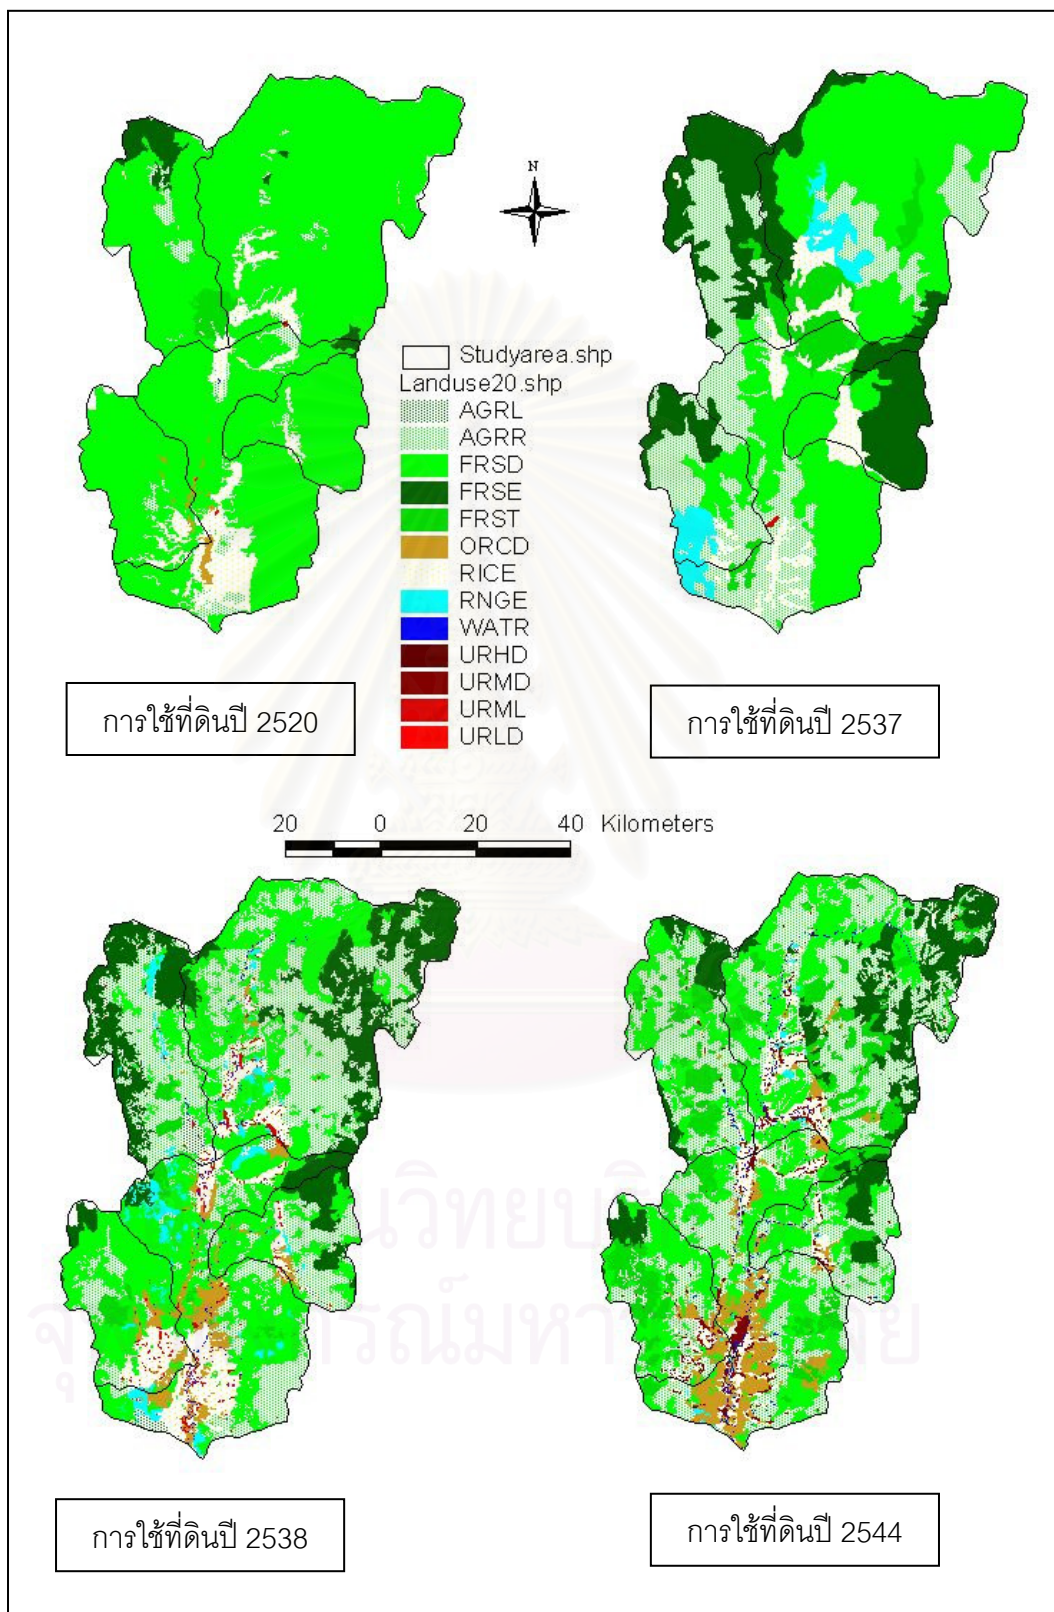 N
Studyarea.shp
Landuse20.shp
AGRL
AGRR
FRSD
FRSE
FRST
ORCD
RICE
RNGE
WATR
URHD
URMD
URML
URLD
การใช้ที่ดินปี 2520
การใช้ที่ดินปี 2537
20 0 20 40 Kilometers
การใช้ที่ดินปี 2538
การใช้ที่ดินปี 2544